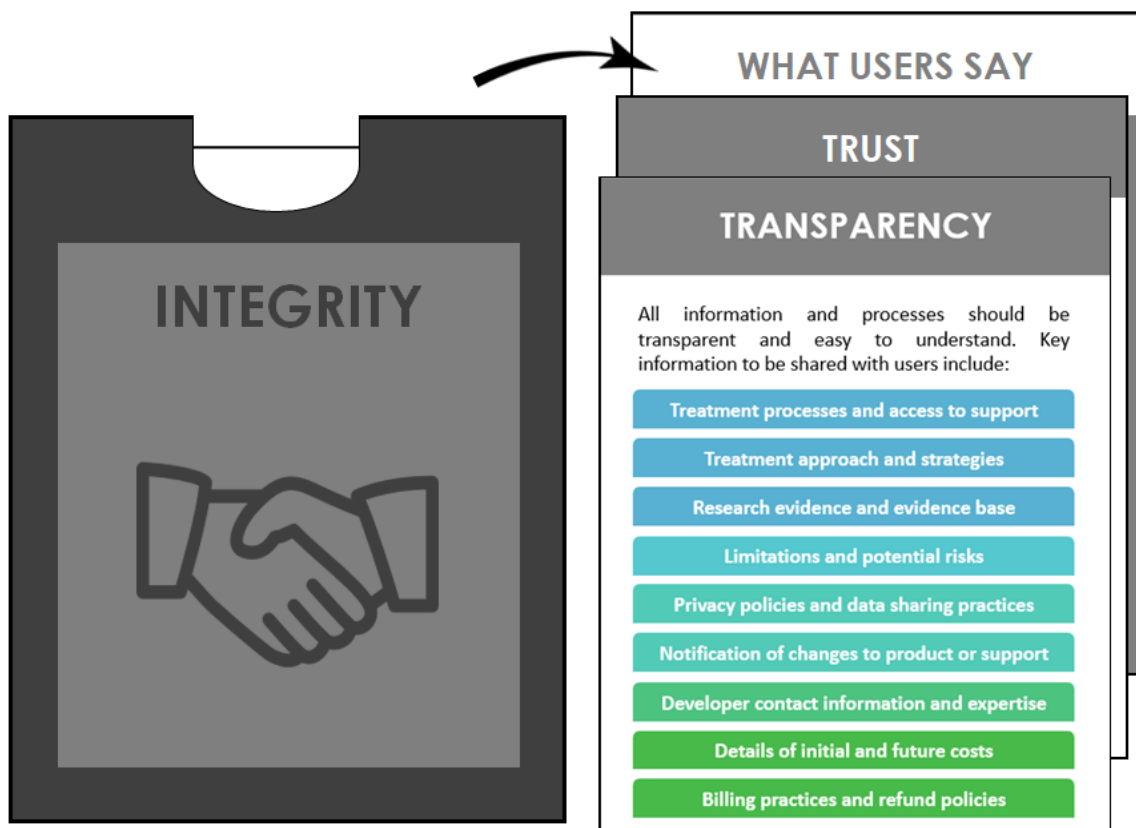 INTEGRITY
WHAT USERS SAY
TRUST
TRANSPARENCY
All information and processes should be
transparent and easy to understand. Key
information to be shared with users include:
Treatment processes and access to support
Treatment approach and strategies
Research evidence and evidence base
Limitations and potential risks
Privacy policies and data sharing practices
Notification of changes to product or support
Developer contact information and expertise
Details of initial and future costs
Billing practices and refund policies